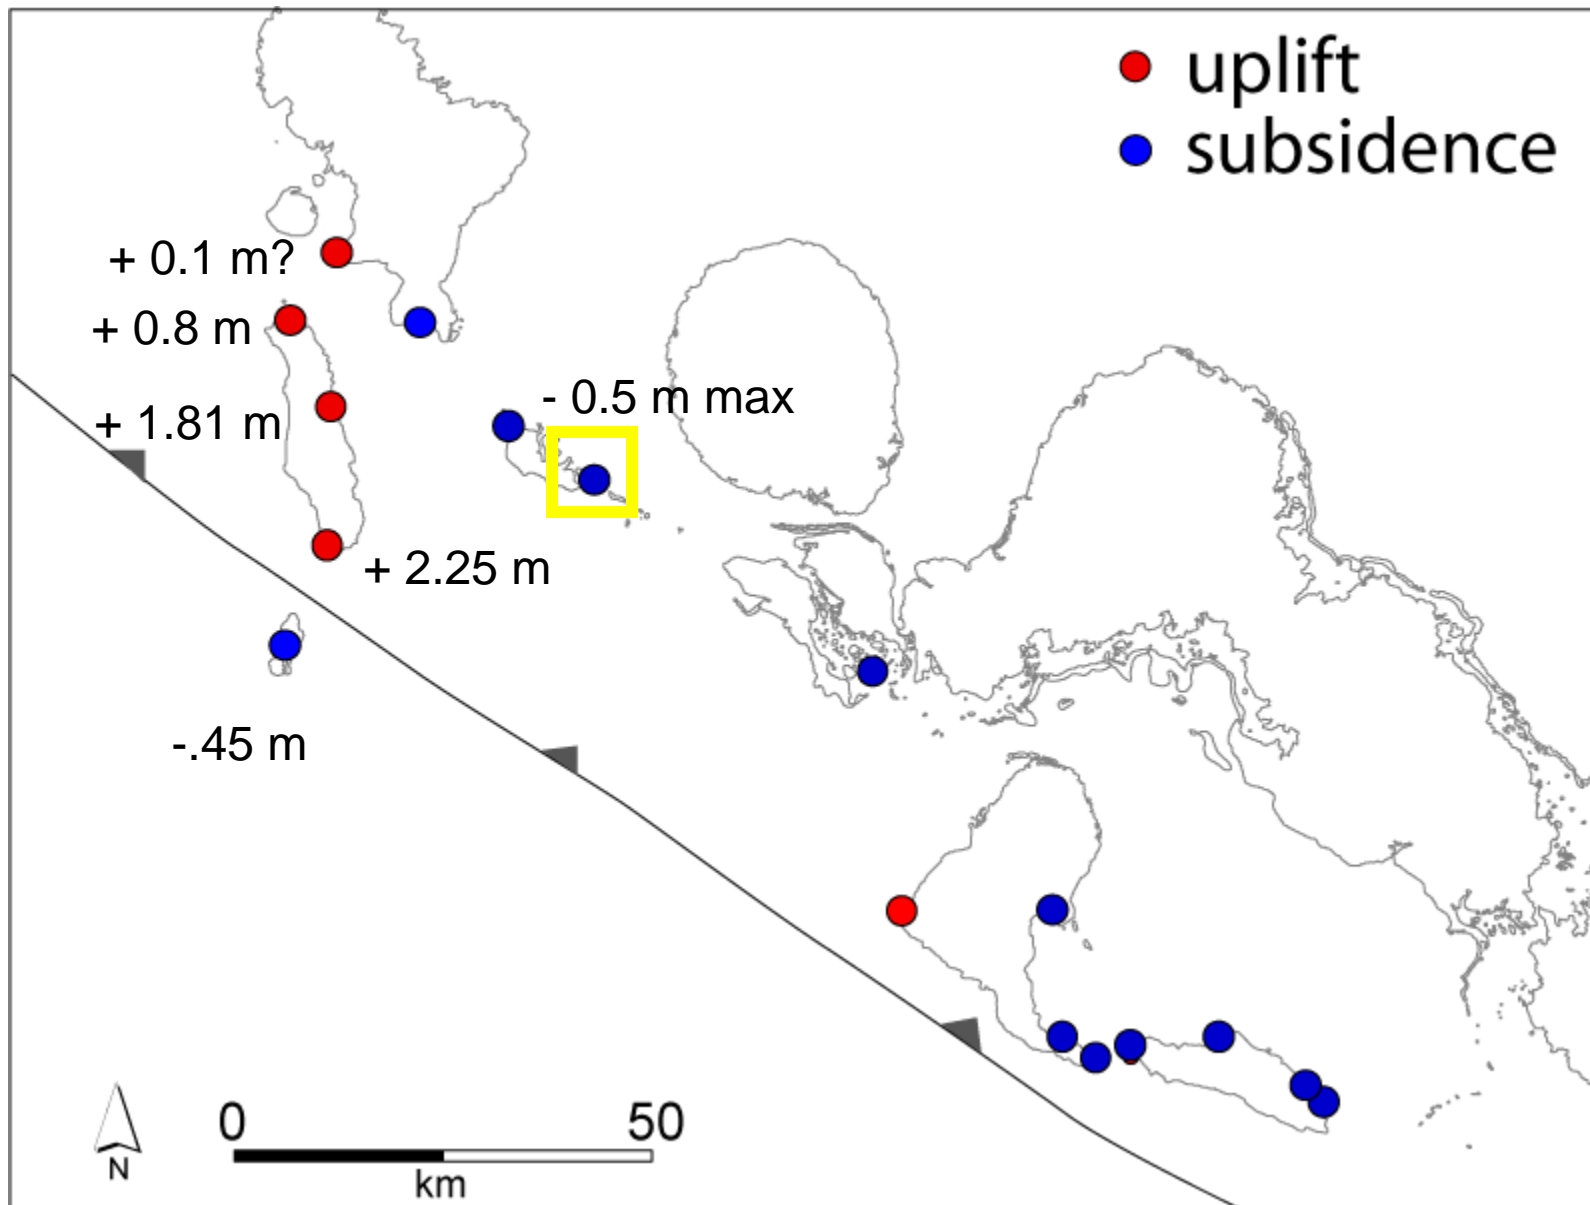 uplift
subsidence
+ 0.1 m?
+ 0.8 m
- 0.5 m max
+ 1.81 m
+ 2.25 m
-.45 m
0 50
km
N